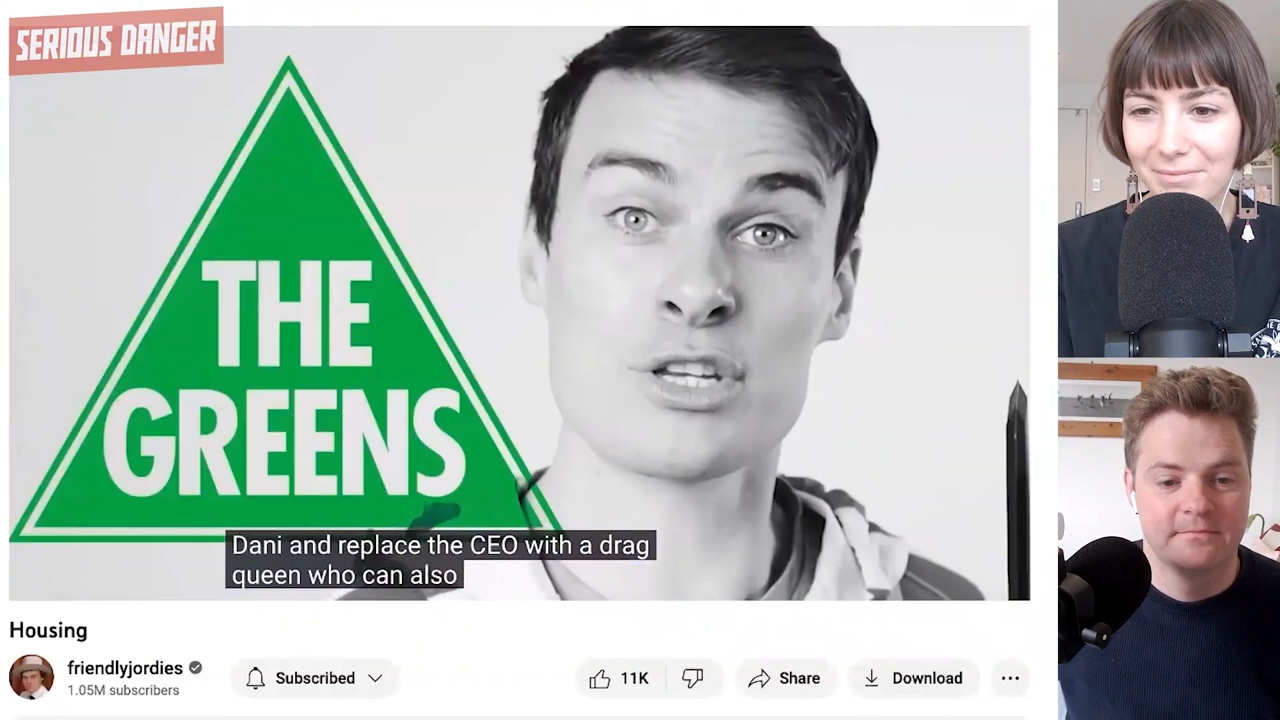 SERIOUS DANGER
THE
GREENS
Dani and replace the CEO with a drag
queen who can also
Housing
friendlyjordies
1.05M subscribers
Subscribed
11K
Share
Download